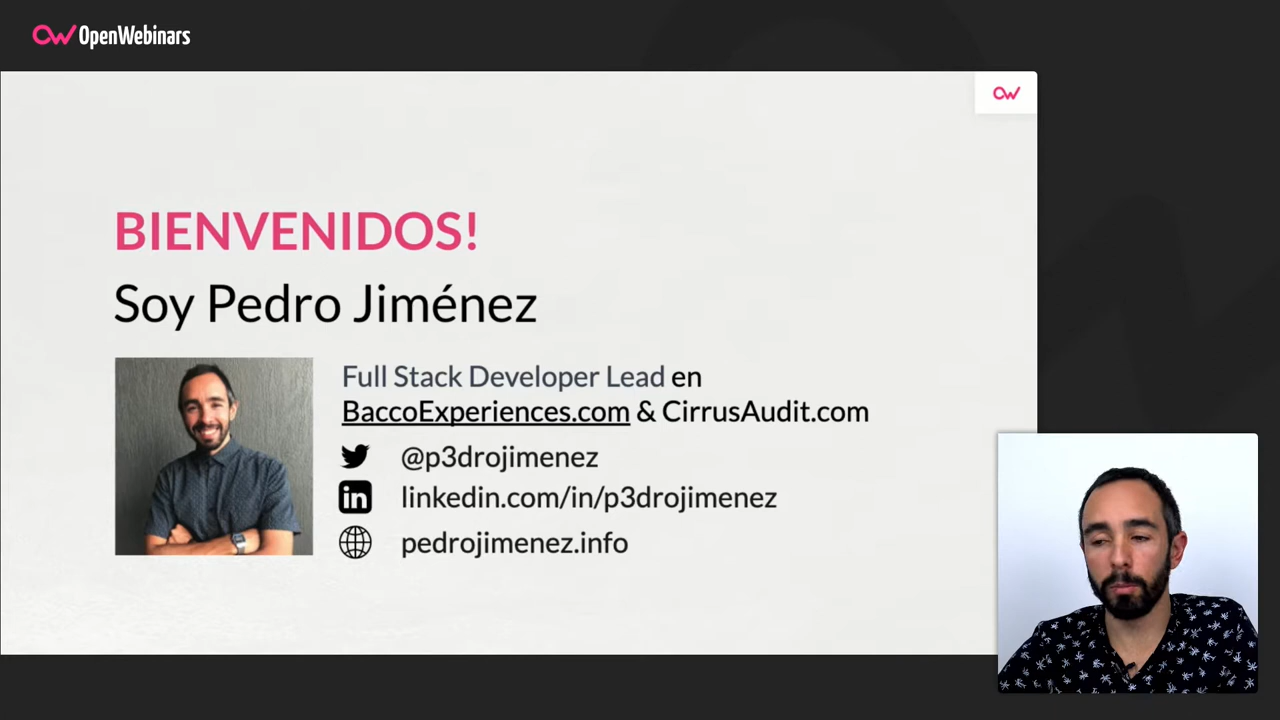 OpenWebinars
BIENVENIDOS!
Soy Pedro Jiménez
Full Stack Developer Lead en
BaccoExperiences.com & CirrusAudit.com
@p3drojimenez
in linkedin.com/in/p3drojimenez
pedrojimenez.info